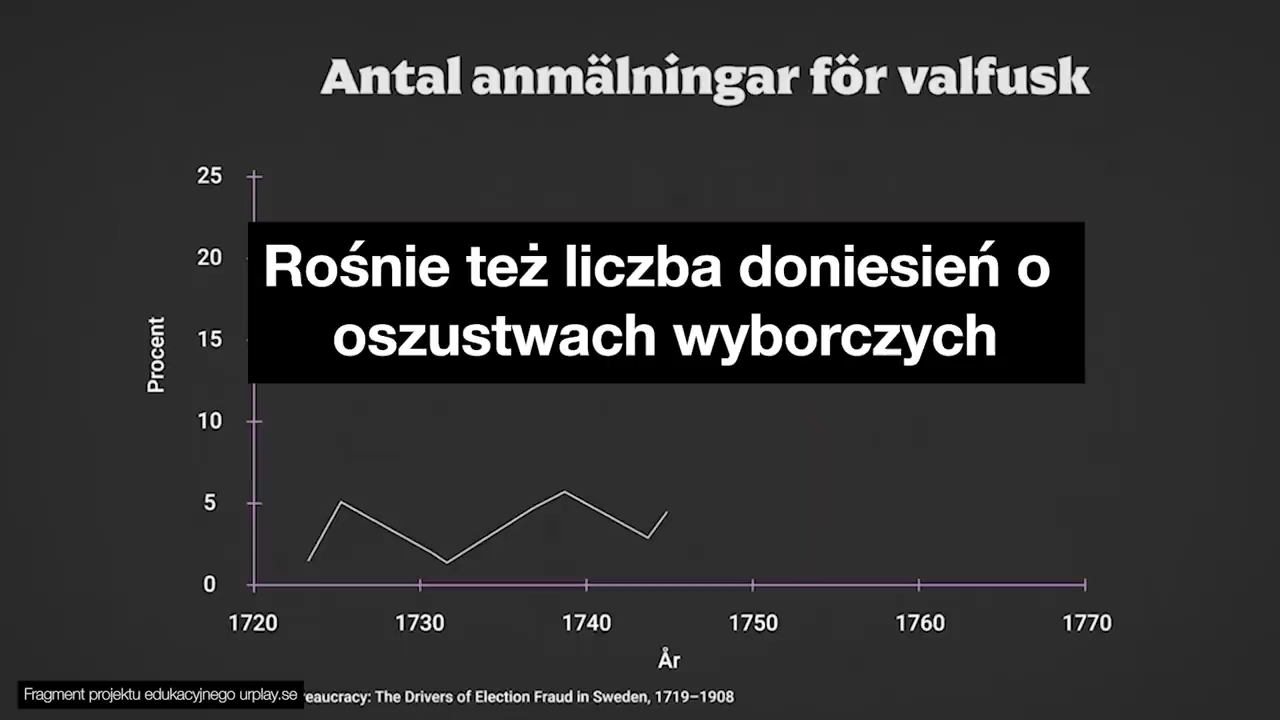 Antal anmälningar för valfusk
25
20
15
10
5
0
Procent
Rośnie też liczba doniesień o
oszustwach wyborczych
1720 1730 1740 1750 1760 1770
År
Fragment projektu edukacyjnego urplay.se
The Drivers of Election Fraud in Sweden, 1719–1908